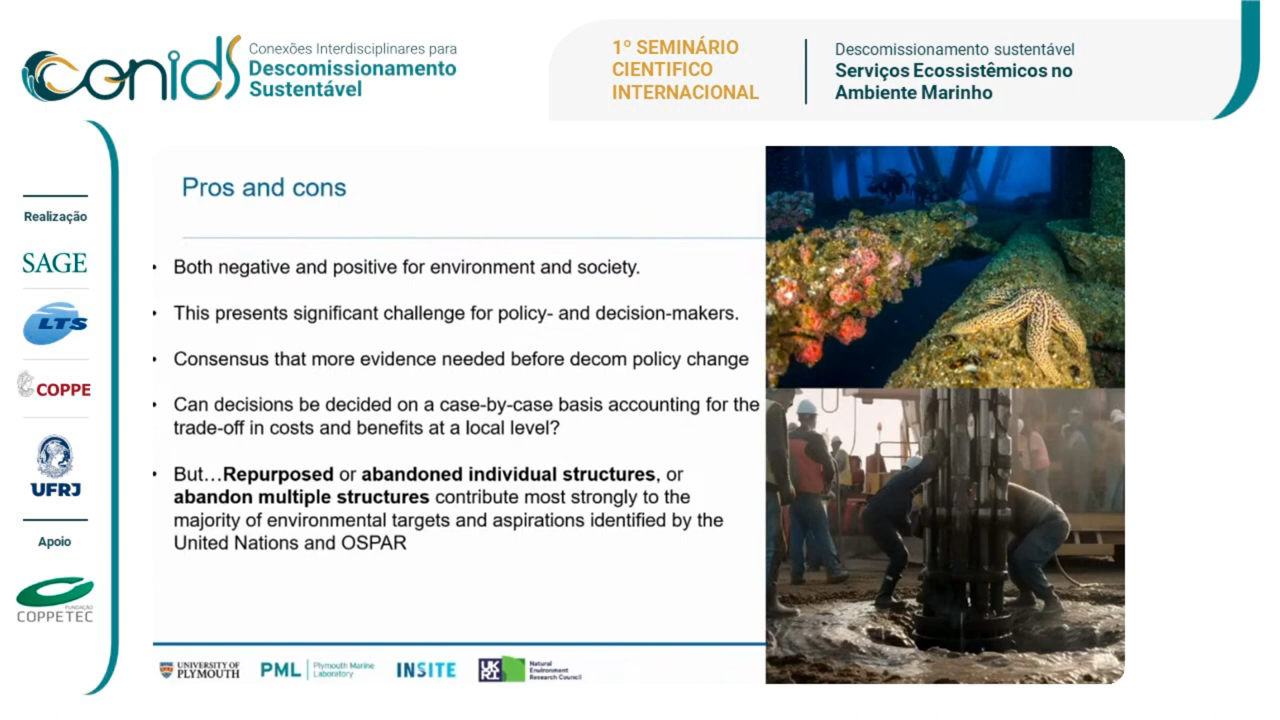 conids
Conexões Interdisciplinares para
Descomissionamento
Sustentável
1º SEMINÁRIO
CIENTIFICO
INTERNACIONAL
Descomissionamento sustentável
Serviços Ecossistêmicos no
Ambiente Marinho
Realização
SAGE
LTS
COPPE
UFRJ
Apoio
FUNDAÇÃO
COPPETEC
Pros and cons
• Both negative and positive for environment and society.
• This presents significant challenge for policy- and decision-makers.
• Consensus that more evidence needed before decom policy change
• Can decisions be decided on a case-by-case basis accounting for the
trade-off in costs and benefits at a local level?
• But…Repurposed or abandoned individual structures, or
abandon multiple structures contribute most strongly to the
majority of environmental targets and aspirations identified by the
United Nations and OSPAR
UNIVERSITY OF
PLYMOUTH
PML
Plymouth Marine
Laboratory
INSITE
UK
RI
Natural
Environment
Research Council